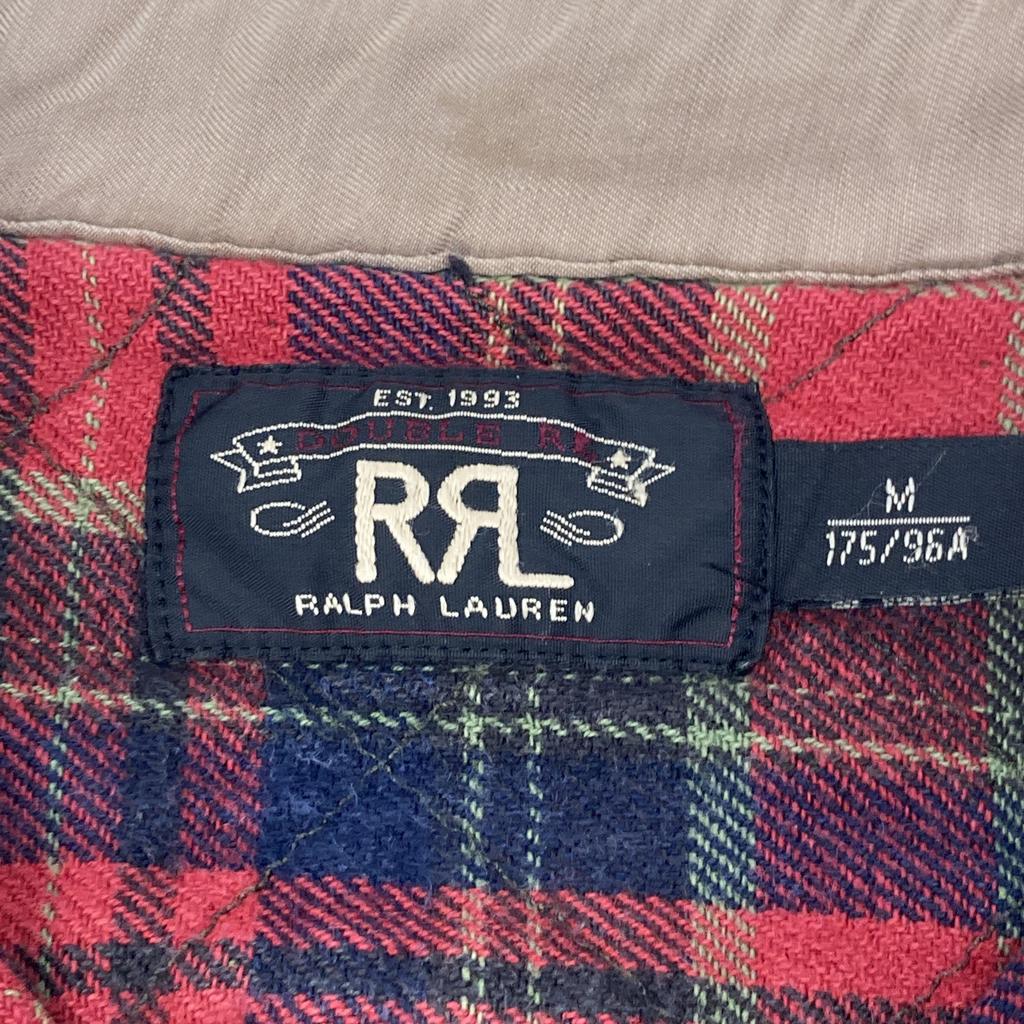 EST. 1993
DOUBLE RL
RRL
RALPH LAUREN
M
175/96A